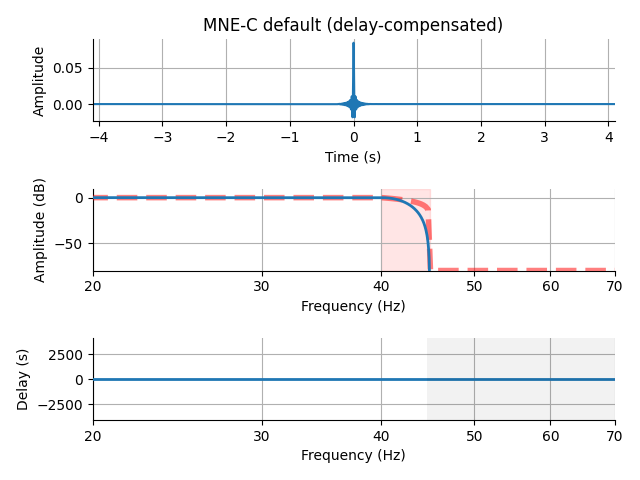 MNE-C default (delay-compensated)
Amplitude
0.05
0.00
−4 −3 −2 −1 0 1 2 3 4
Time (s)
Amplitude (dB)
0
−50
20 30 40 50 60 70
Frequency (Hz)
Delay (s)
2500
0
−2500
20 30 40 50 60 70
Frequency (Hz)